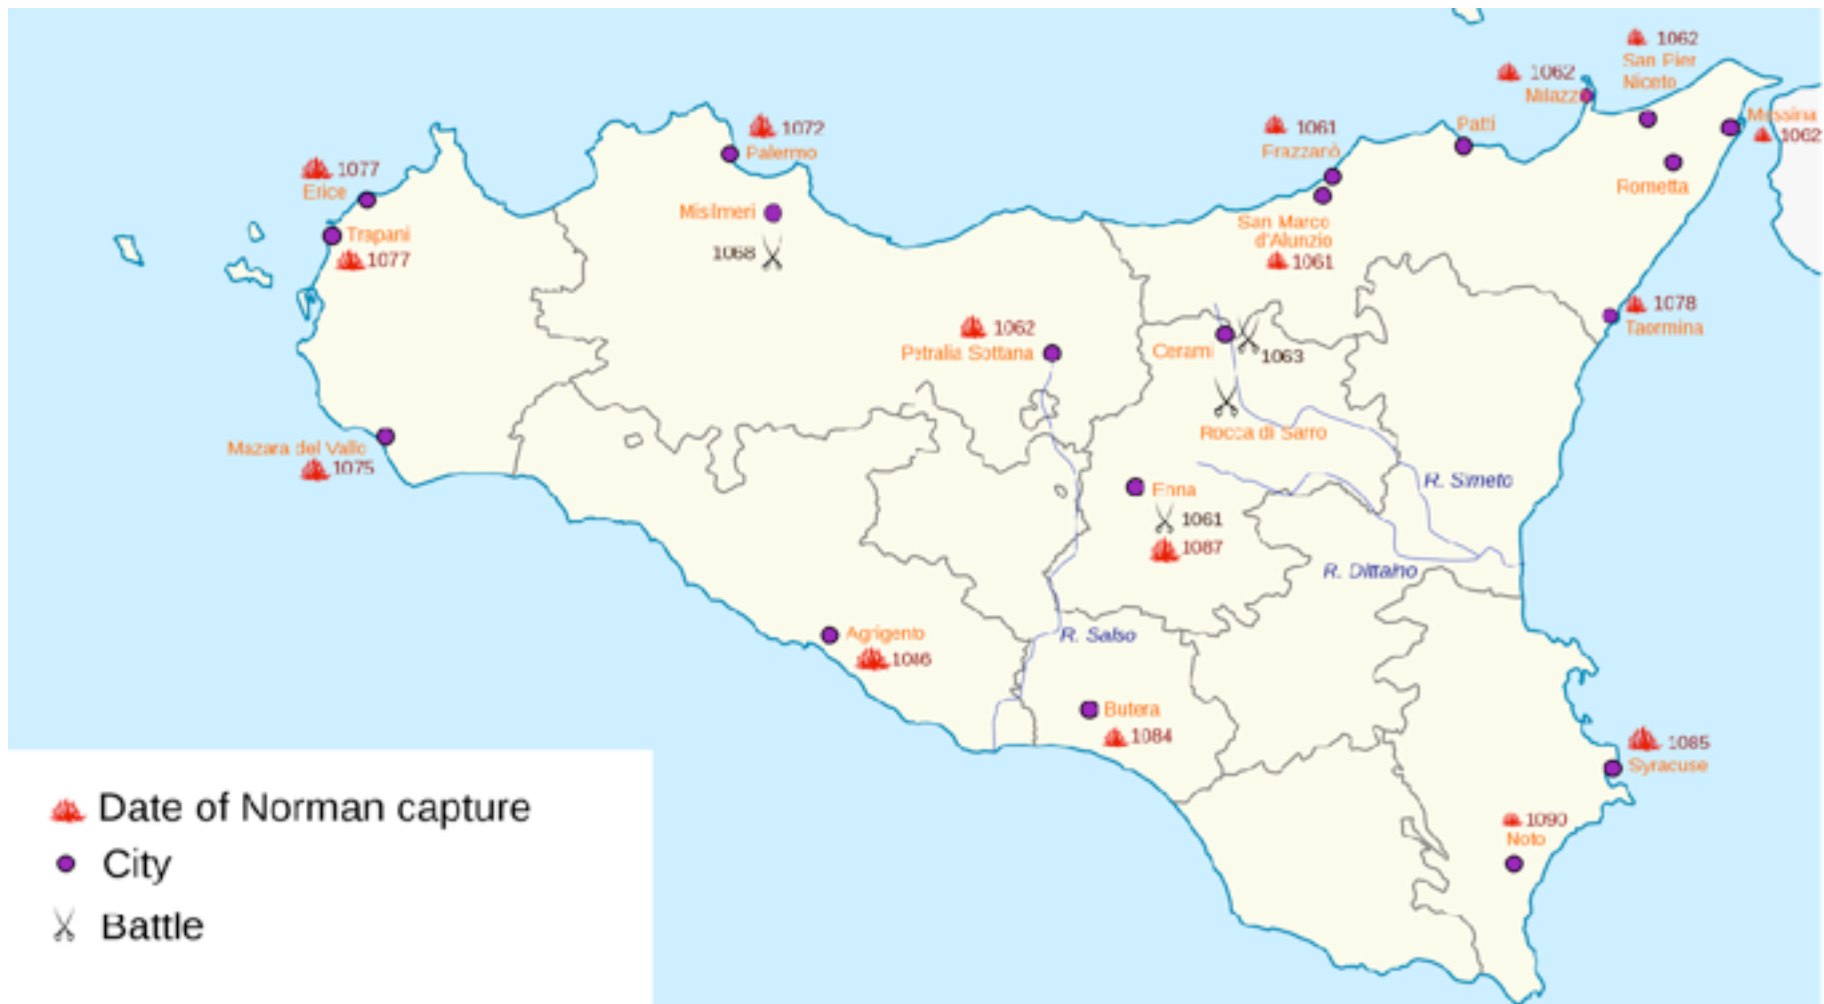 1062
San Pier
Niceto
1062
Milazz
Messina
1062
1061
Frazzanò
Patti
1072
Palermo
1077
Erice
Rometta
Misilmeri
1068
San Marco
d'Alunzio
1061
Trapani
1077
1078
Taormina
1062
Petralia Sottana
Cerami
1063
Rocca di Sarro
Mazara del Vallo
1075
R. Simeto
Enna
1061
1087
R. Dittaino
Agrigento
1086
R. Salso
Butera
1084
1085
Syracuse
1090
Noto
Date of Norman capture
City
Battle